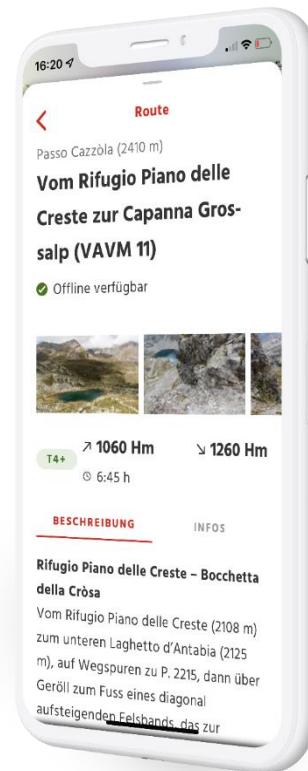 16:20
Route
Passo Cazzòla (2410 m)
Vom Rifugio Piano delle
Creste zur Capanna Gros-
salp (VAVM 11)
Offline verfügbar
T4+
↗ 1060 Hm
↘ 1260 Hm
6:45 h
BESCHREIBUNG
INFOS
Rifugio Piano delle Creste – Bocchetta
della Cròsa
Vom Rifugio Piano delle Creste (2108 m)
zum unteren Laghetto d'Antabia (2125
m), auf Wegspuren zu P. 2215, dann über
Geröll zum Fuss eines diagonal
aufsteigenden Felsbands, das zur